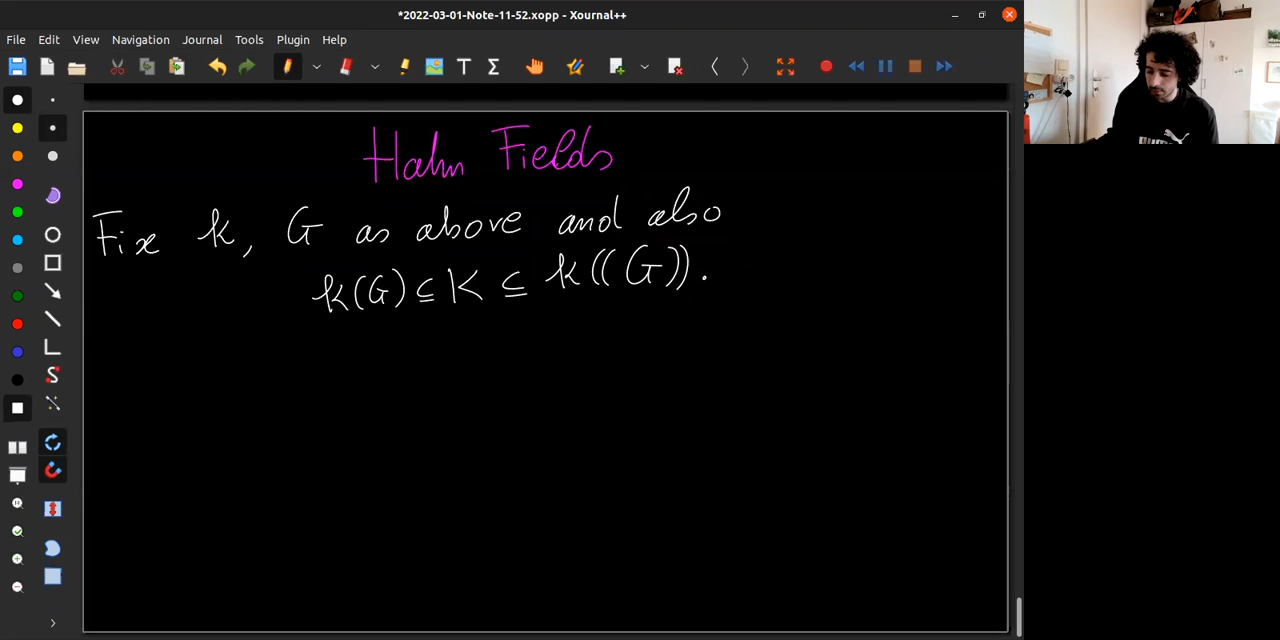 *2022-03-01-Note-11-52.xopp - Xournal++
File Edit View Navigation Journal Tools Plugin Help
Hahn Fields
Fix k, G as above and also
k(G) ⊆ K ⊆ k((G)).